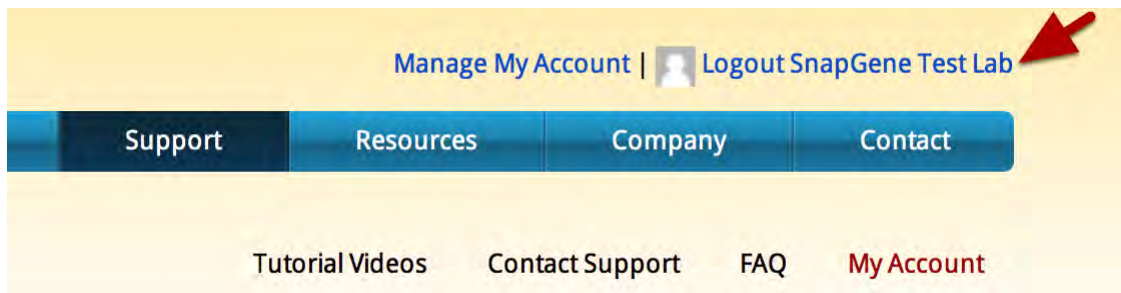 Manage My Account | Logout SnapGene Test Lab
Support Resources Company Contact
Tutorial Videos Contact Support FAQ My Account